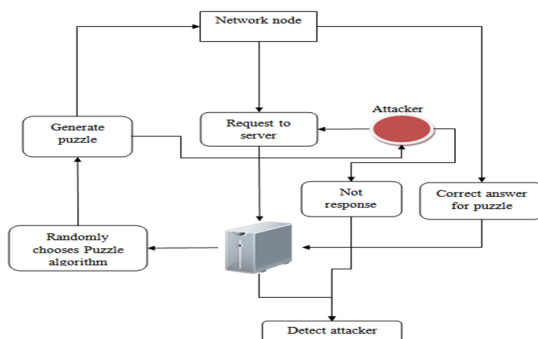 Network node
Attacker
Generate
puzzle
Request to
server
Not
response
Correct answer
for puzzle
Randomly
chooses Puzzle
algorithm
Detect attacker